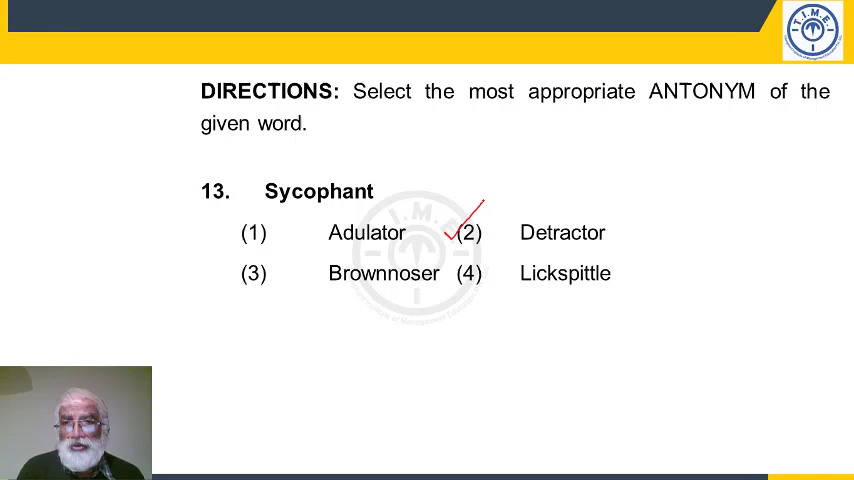 T.I.M.E.
DIRECTIONS: Select the most appropriate ANTONYM of the
given word.
13. Sycophant
(1) Adulator (2) Detractor
(3) Brownnoser (4) Lickspittle